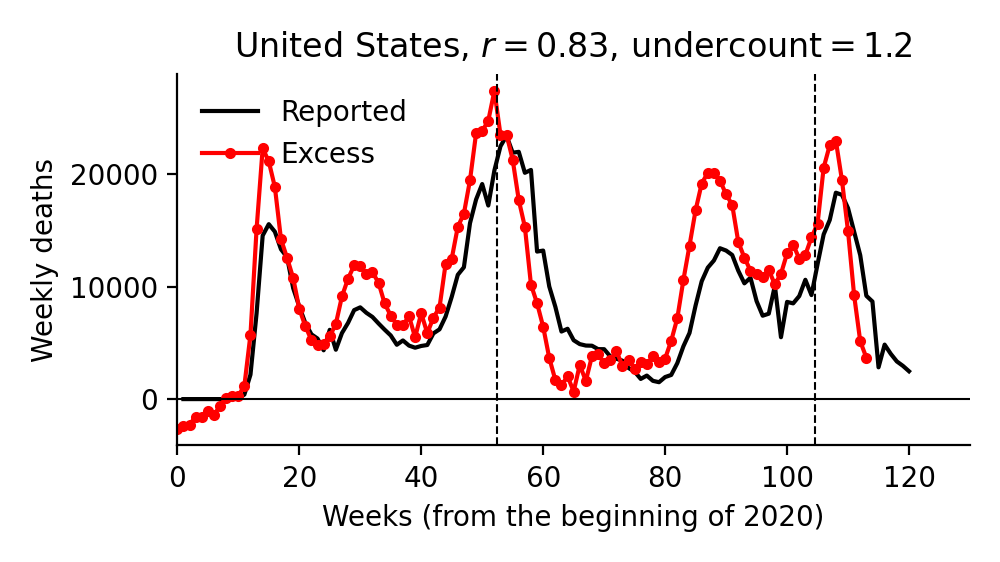 United States, r = 0.83, undercount = 1.2
Reported
Excess
Weekly deaths
20000
10000
0
0 20 40 60 80 100 120
Weeks (from the beginning of 2020)